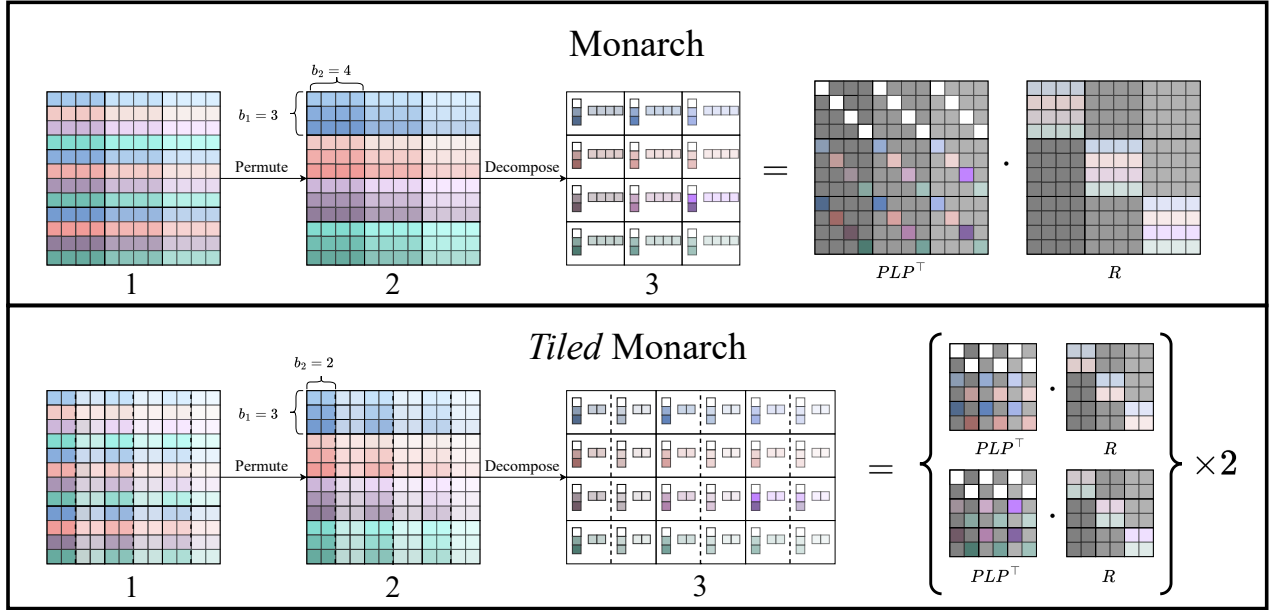 Monarch
b₂ = 4
b₁ = 3
Permute
Decompose
=
·
1
2
3
PLP⊤
R
Tiled Monarch
b₂ = 2
b₁ = 3
Permute
Decompose
=
{
·
PLP⊤
R
·
PLP⊤
R
}
×2
1
2
3